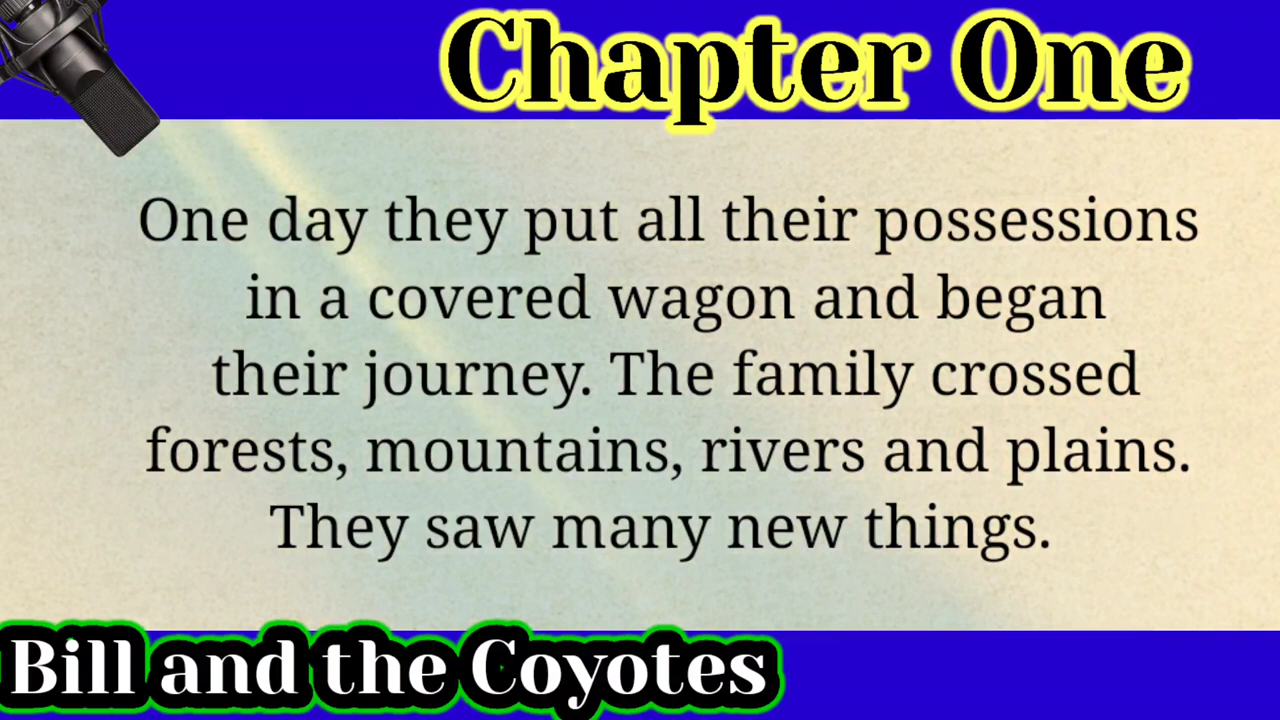 Chapter One
One day they put all their possessions
in a covered wagon and began
their journey. The family crossed
forests, mountains, rivers and plains.
They saw many new things.
Bill and the Coyotes